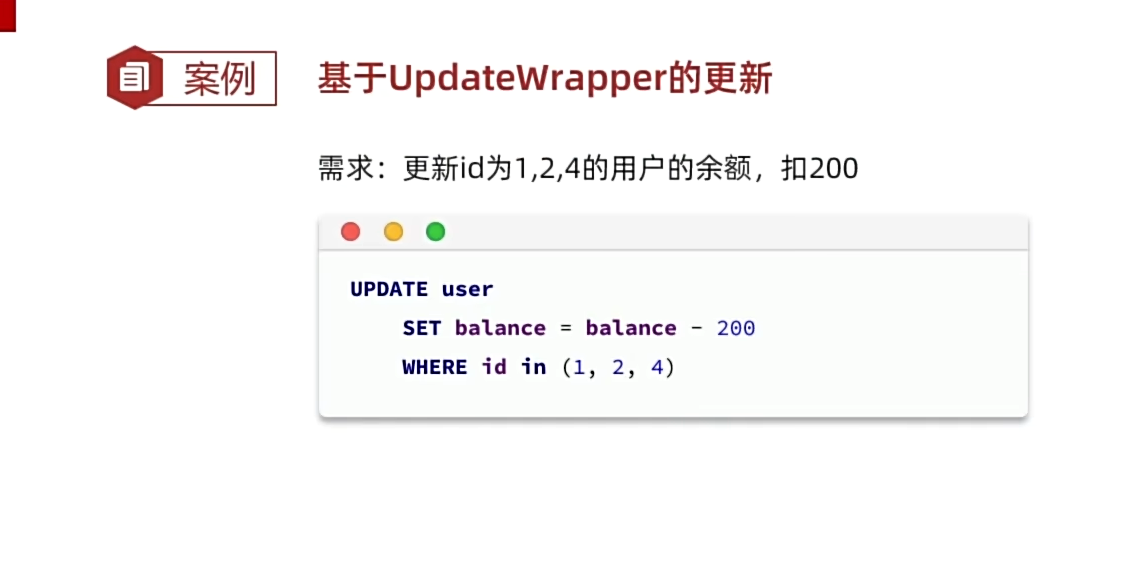 案例
基于UpdateWrapper的更新
需求：更新id为1,2,4的用户的余额，扣200
UPDATE user
SET balance = balance - 200
WHERE id in (1, 2, 4)